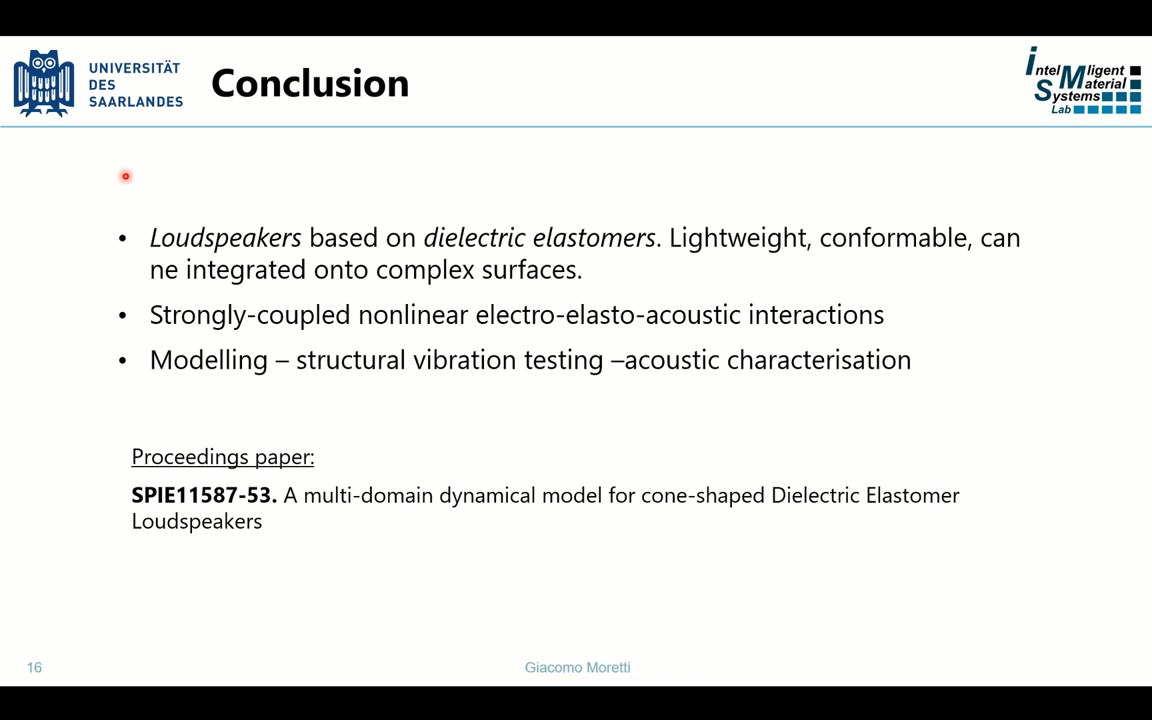 UNIVERSITÄT
DES
SAARLANDES
Conclusion
Intel Mligent
Material
Systems
Lab
• Loudspeakers based on dielectric elastomers. Lightweight, conformable, can
ne integrated onto complex surfaces.
• Strongly-coupled nonlinear electro-elasto-acoustic interactions
• Modelling – structural vibration testing –acoustic characterisation
Proceedings paper:
SPIE11587-53. A multi-domain dynamical model for cone-shaped Dielectric Elastomer
Loudspeakers
16
Giacomo Moretti